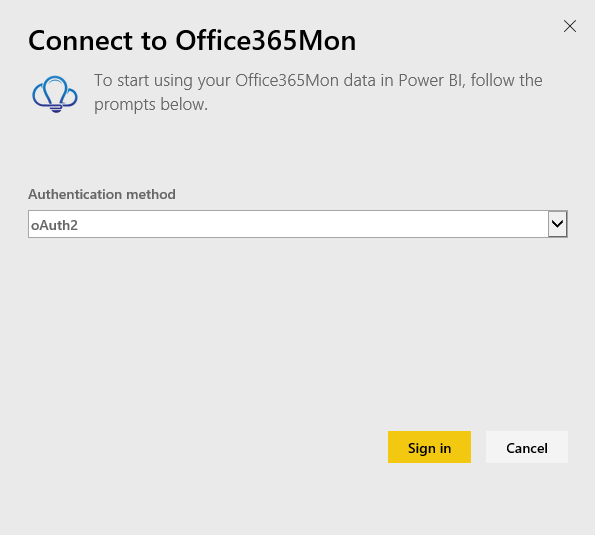 Connect to Office365Mon
To start using your Office365Mon data in Power BI, follow the
prompts below.
Authentication method
oAuth2
Sign in
Cancel